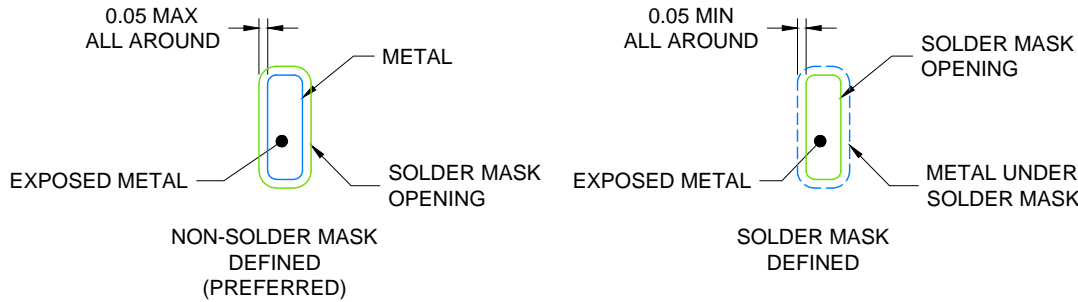 0.05 MAX
ALL AROUND
METAL
EXPOSED METAL
SOLDER MASK
OPENING
NON-SOLDER MASK
DEFINED
(PREFERRED)
0.05 MIN
ALL AROUND
SOLDER MASK
OPENING
EXPOSED METAL
METAL UNDER
SOLDER MASK
SOLDER MASK
DEFINED